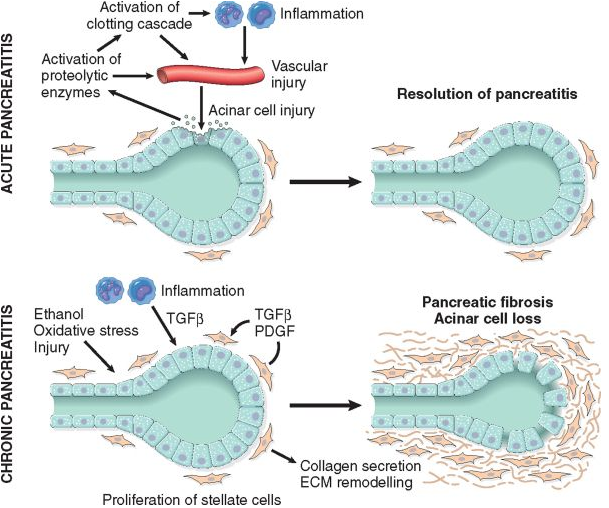 ACUTE PANCREATITIS
Activation of
clotting cascade
Inflammation
Activation of
proteolytic
enzymes
Vascular
injury
Acinar cell injury
Resolution of pancreatitis
CHRONIC PANCREATITIS
Inflammation
Ethanol
Oxidative stress
Injury
TGFβ
TGFβ
PDGF
Pancreatic fibrosis
Acinar cell loss
Collagen secretion
ECM remodelling
Proliferation of stellate cells